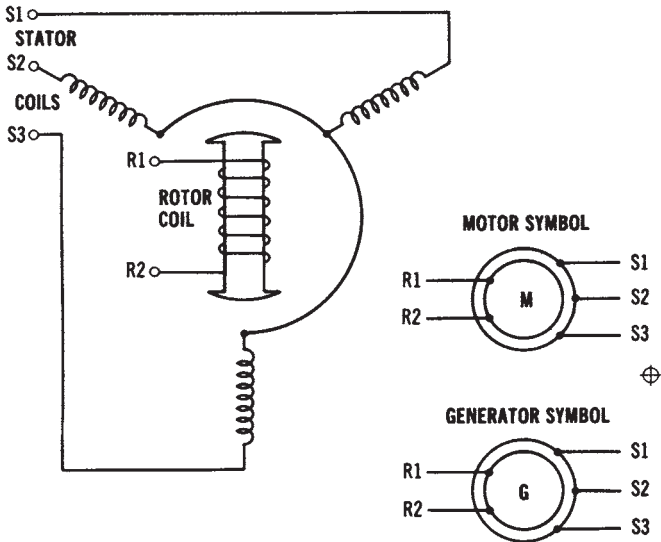 S1
STATOR
S2
COILS
S3
R1
ROTOR
COIL
R2
MOTOR SYMBOL
R1
R2
M
S1
S2
S3
GENERATOR SYMBOL
R1
R2
G
S1
S2
S3